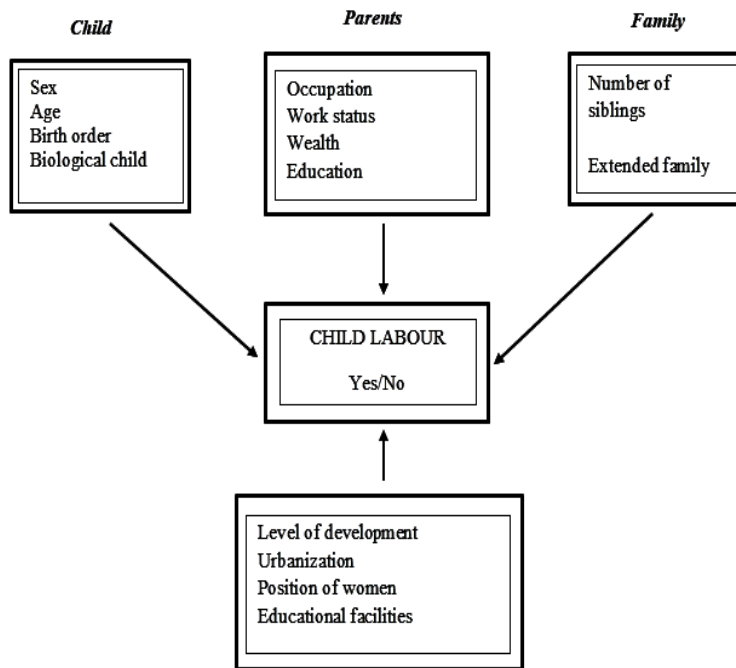 Child
Parents
Family
Sex
Age
Birth order
Biological child
Occupation
Work status
Wealth
Education
Number of
siblings
Extended family
CHILD LABOUR
Yes/No
Level of development
Urbanization
Position of women
Educational facilities